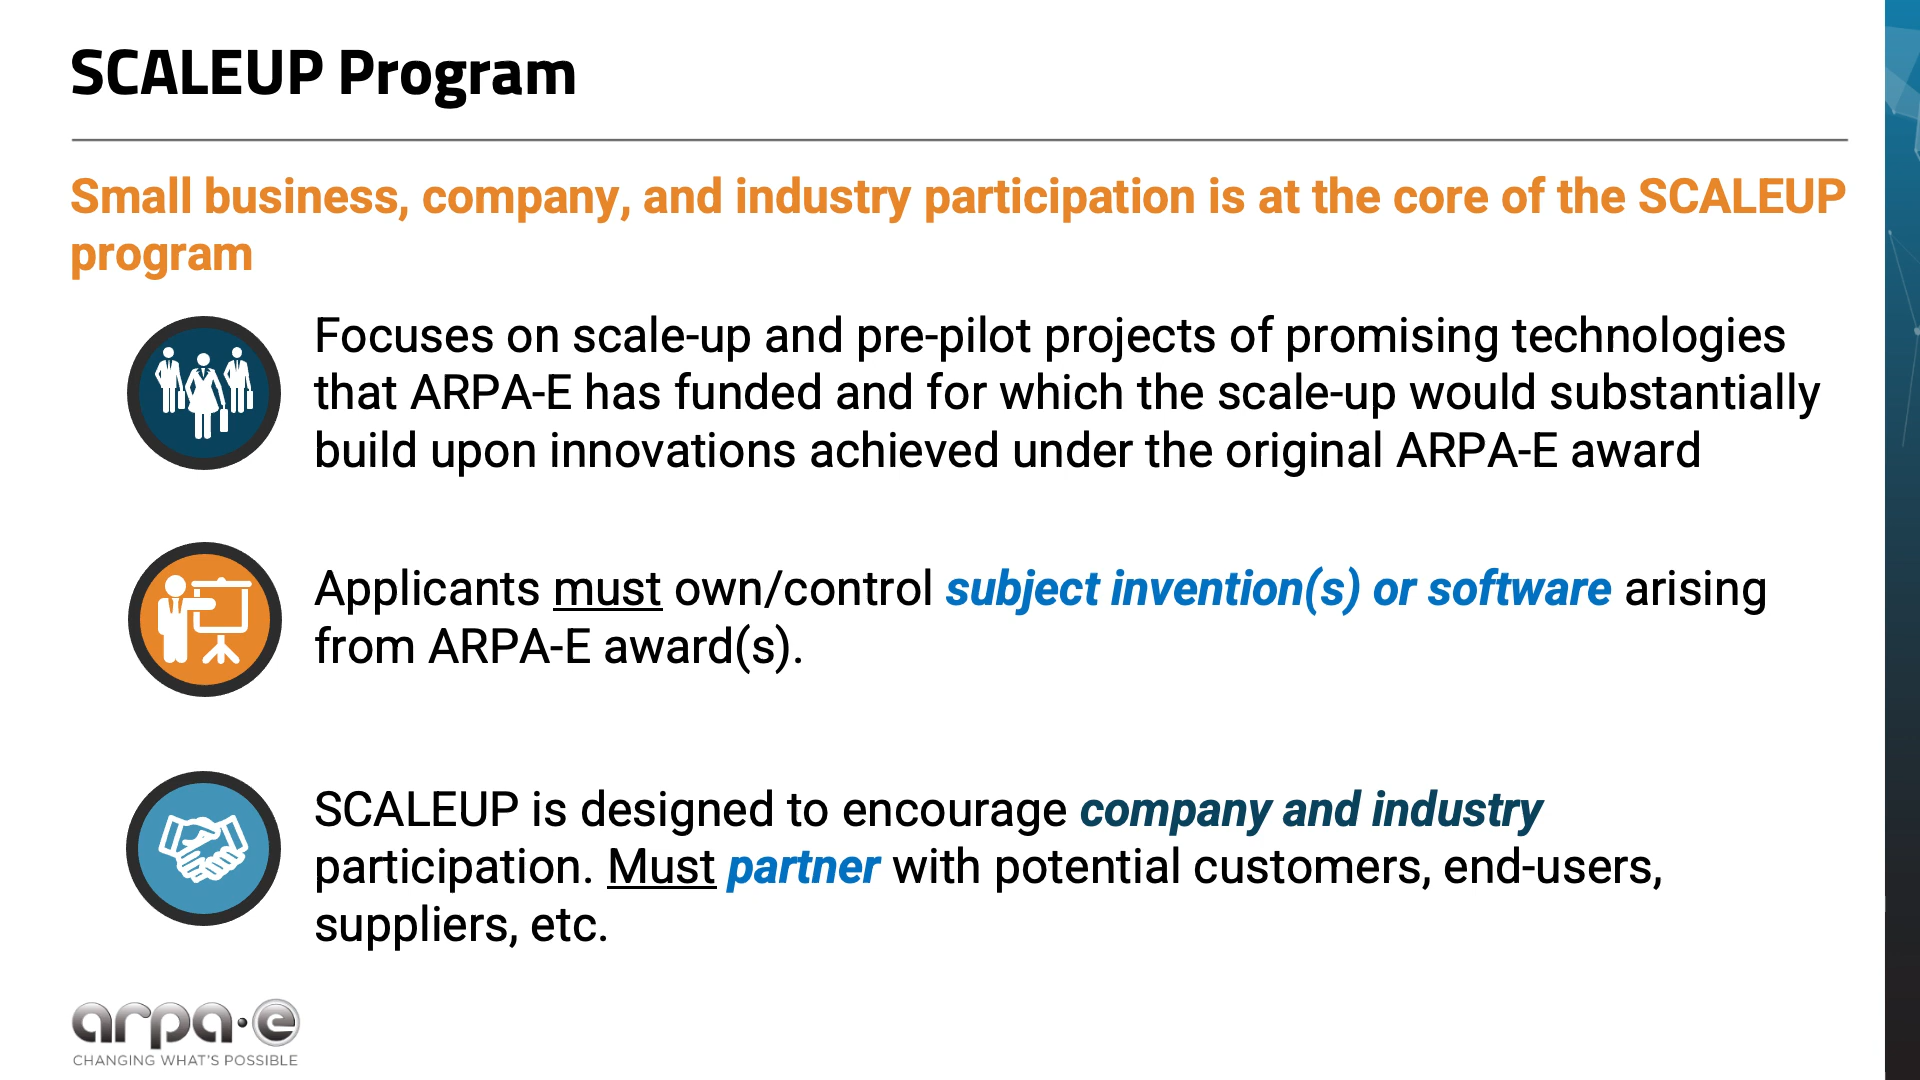 SCALEUP Program
Small business, company, and industry participation is at the core of the SCALEUP
program
Focuses on scale-up and pre-pilot projects of promising technologies
that ARPA-E has funded and for which the scale-up would substantially
build upon innovations achieved under the original ARPA-E award
Applicants must own/control subject invention(s) or software arising
from ARPA-E award(s).
SCALEUP is designed to encourage company and industry
participation. Must partner with potential customers, end-users,
suppliers, etc.
arpa·e
CHANGING WHAT'S POSSIBLE